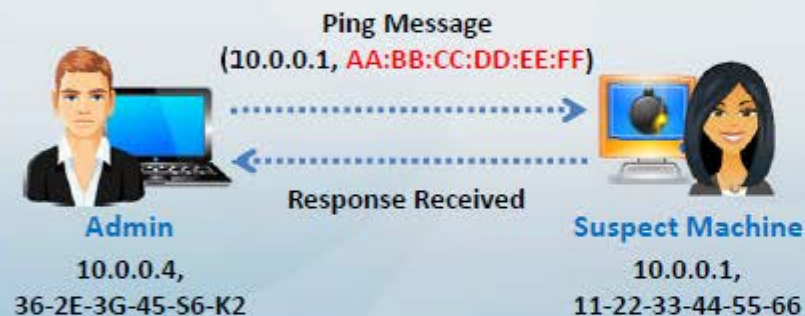 Ping Message
(10.0.0.1, AA:BB:CC:DD:EE:FF)
Response Received
Admin
10.0.0.4,
36-2E-3G-45-S6-K2
Suspect Machine
10.0.0.1,
11-22-33-44-55-66